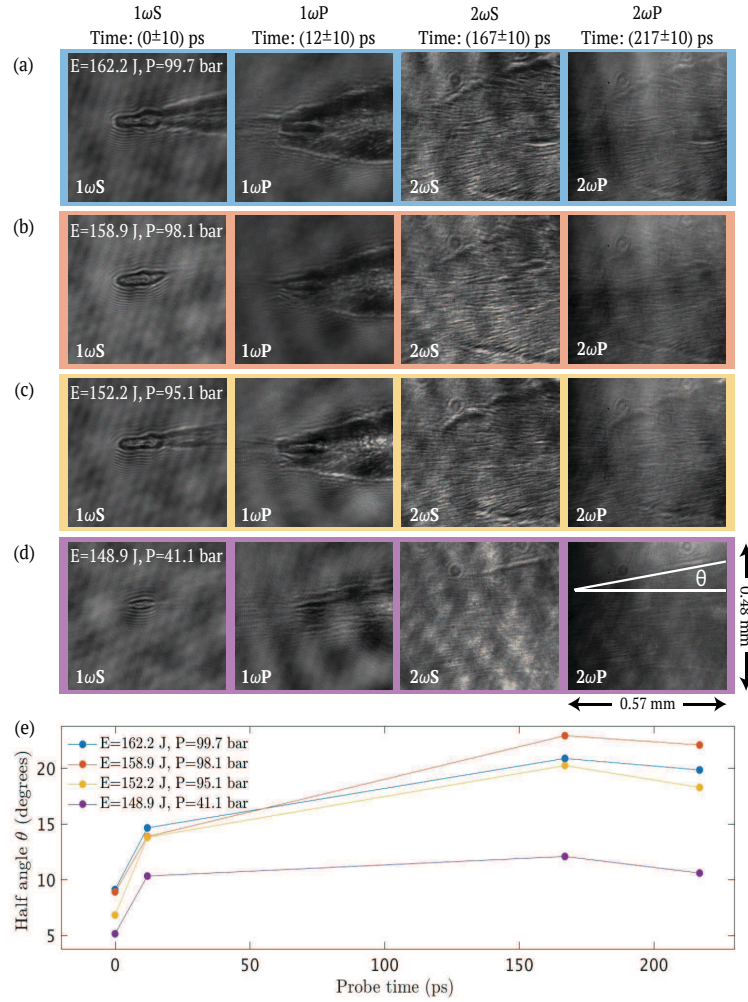 1ωS 1ωP 2ωS 2ωP
Time: (0±10) ps Time: (12±10) ps Time: (167±10) ps Time: (217±10) ps
(a)
E=162.2 J, P=99.7 bar
1ωS 1ωP 2ωS 2ωP
(b)
E=158.9 J, P=98.1 bar
1ωS 1ωP 2ωS 2ωP
(c)
E=152.2 J, P=95.1 bar
1ωS 1ωP 2ωS 2ωP
(d)
E=148.9 J, P=41.1 bar
θ
0.48 mm
1ωS 1ωP 2ωS 2ωP
0.57 mm
(e)
E=162.2 J, P=99.7 bar
E=158.9 J, P=98.1 bar
E=152.2 J, P=95.1 bar
E=148.9 J, P=41.1 bar
Half angle θ (degrees)
20
15
10
5
0 50 100 150 200
Probe time (ps)